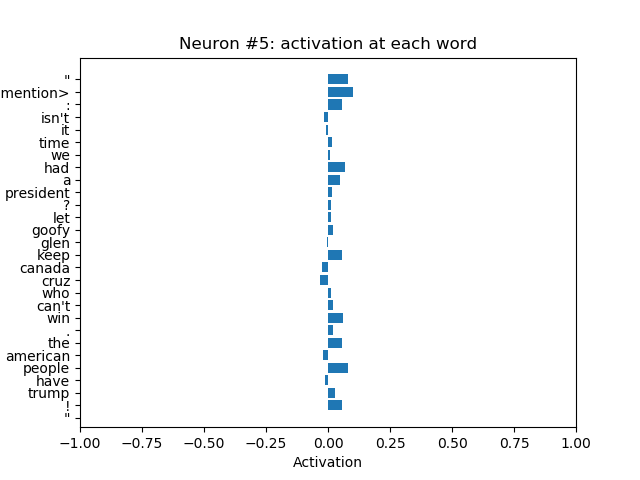 Neuron #5: activation at each word
"
mention>
.
isn't
it
time
we
had
a
president
?
let
goofy
glen
keep
canada
cruz
who
can't
win
.
the
american
people
have
trump
!
"
−1.00 −0.75 −0.50 −0.25 0.00 0.25 0.50 0.75 1.00
Activation